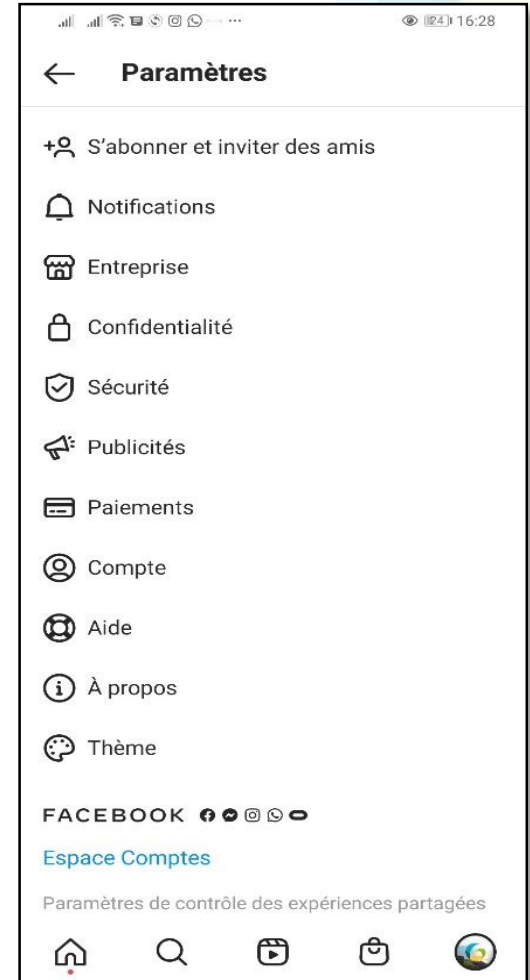 16:28
Paramètres
S'abonner et inviter des amis
Notifications
Entreprise
Confidentialité
Sécurité
Publicités
Paiements
Compte
Aide
À propos
Thème
FACEBOOK
Espace Comptes
Paramètres de contrôle des expériences partagées